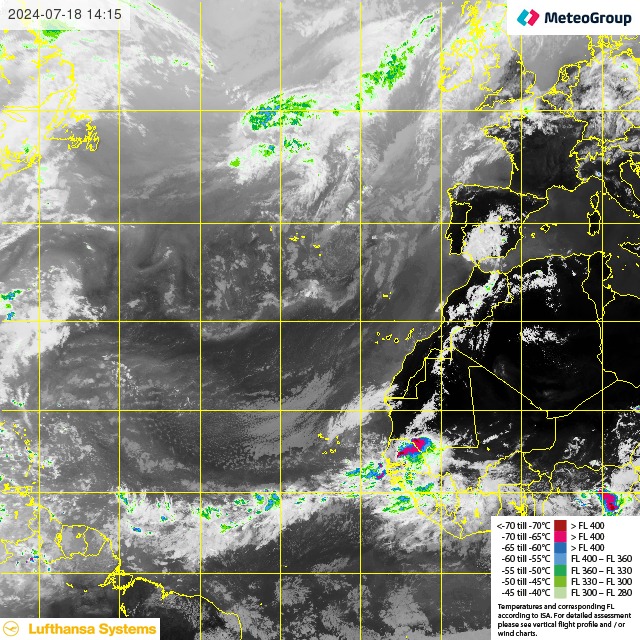 2024-07-18 14:15
MeteoGroup
<-70 till -70°C > FL 400
-70 till -65°C > FL 400
-65 till -60°C > FL 400
-60 till -55°C FL 400 – FL 360
-55 till -50°C FL 360 – FL 330
-50 till -45°C FL 330 – FL 300
-45 till -40°C FL 300 – FL 280
Temperatures and corresponding FL
according to ISA. For detailed assessment
please see vertical flight profile and / or
wind charts.
Lufthansa Systems